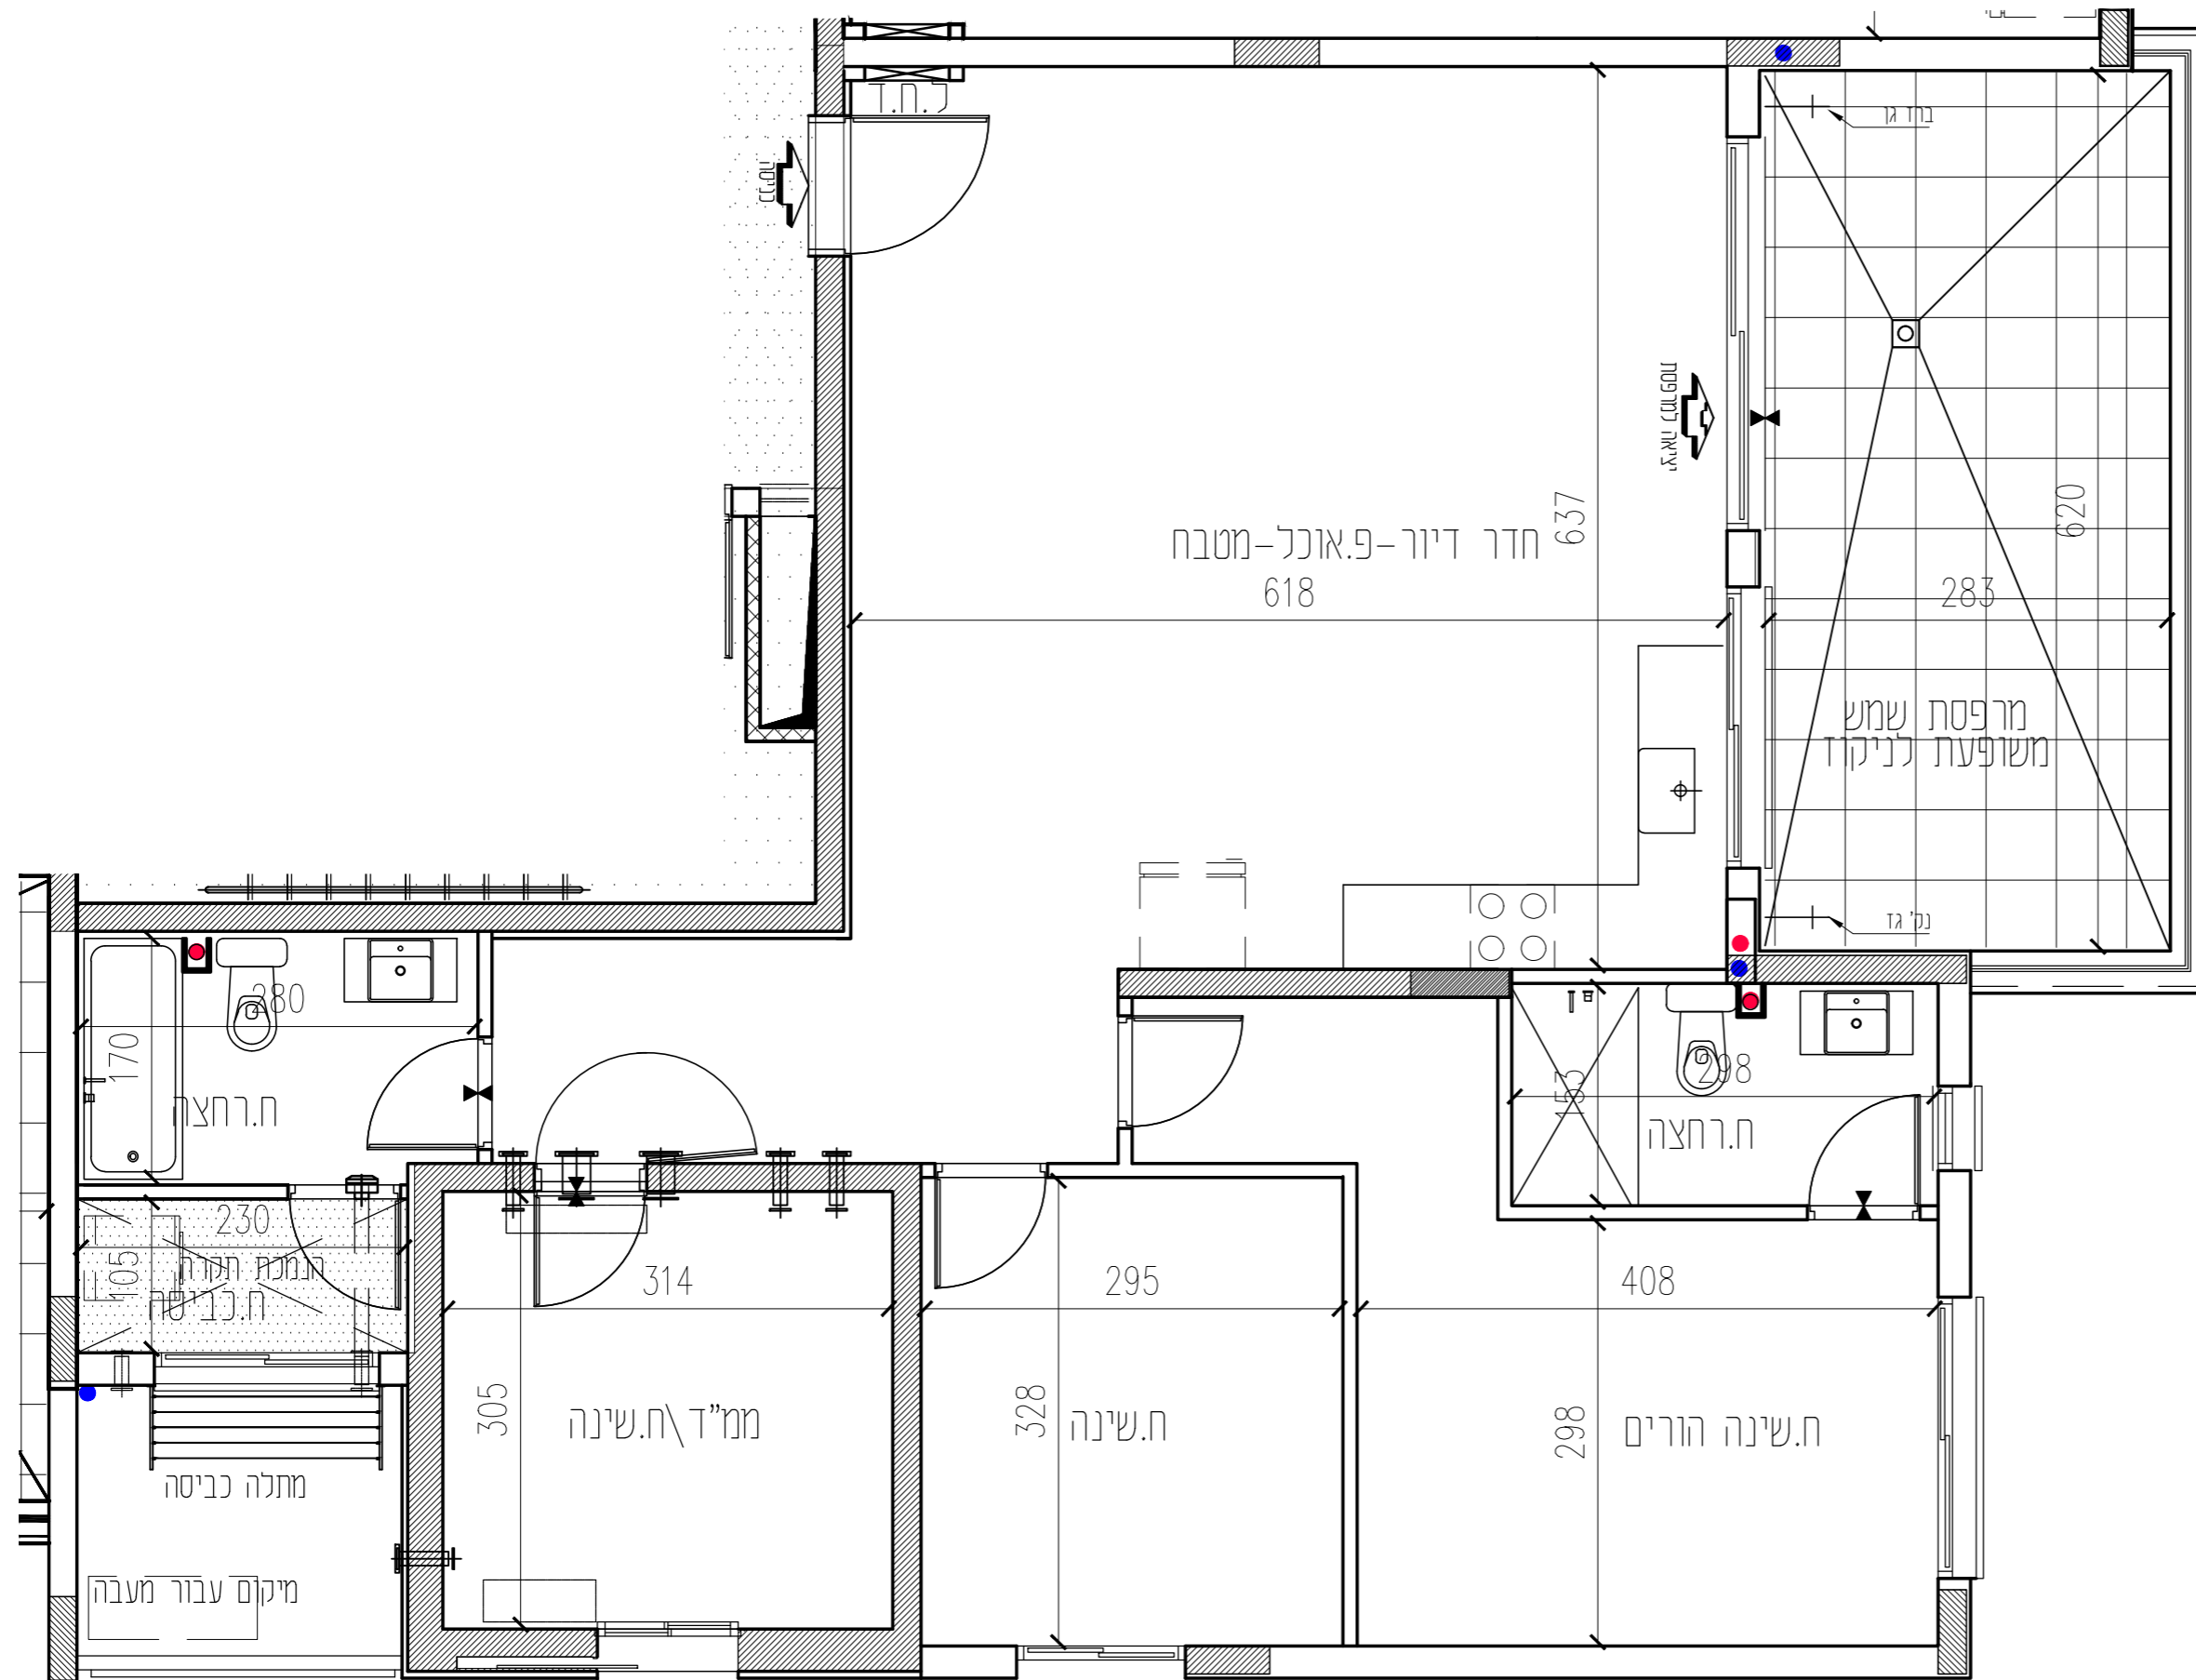 ל.ח.ד
כניסה
ברז גן
יציאה למרפסת
637
620
חדר דיור-פ.אוכל-מטבח
618
283
מרפסת שמש
משופעת לניקוז
נק' גז
280
170
ח.רחצה
298
153
ח.רחצה
230
105
הנמכת תקרה
ח.כביסה
314
295
408
305
ממ"ד\ח.שינה
328
ח.שינה
298
ח.שינה הורים
מתלה כביסה
מיקום עבור מעבה